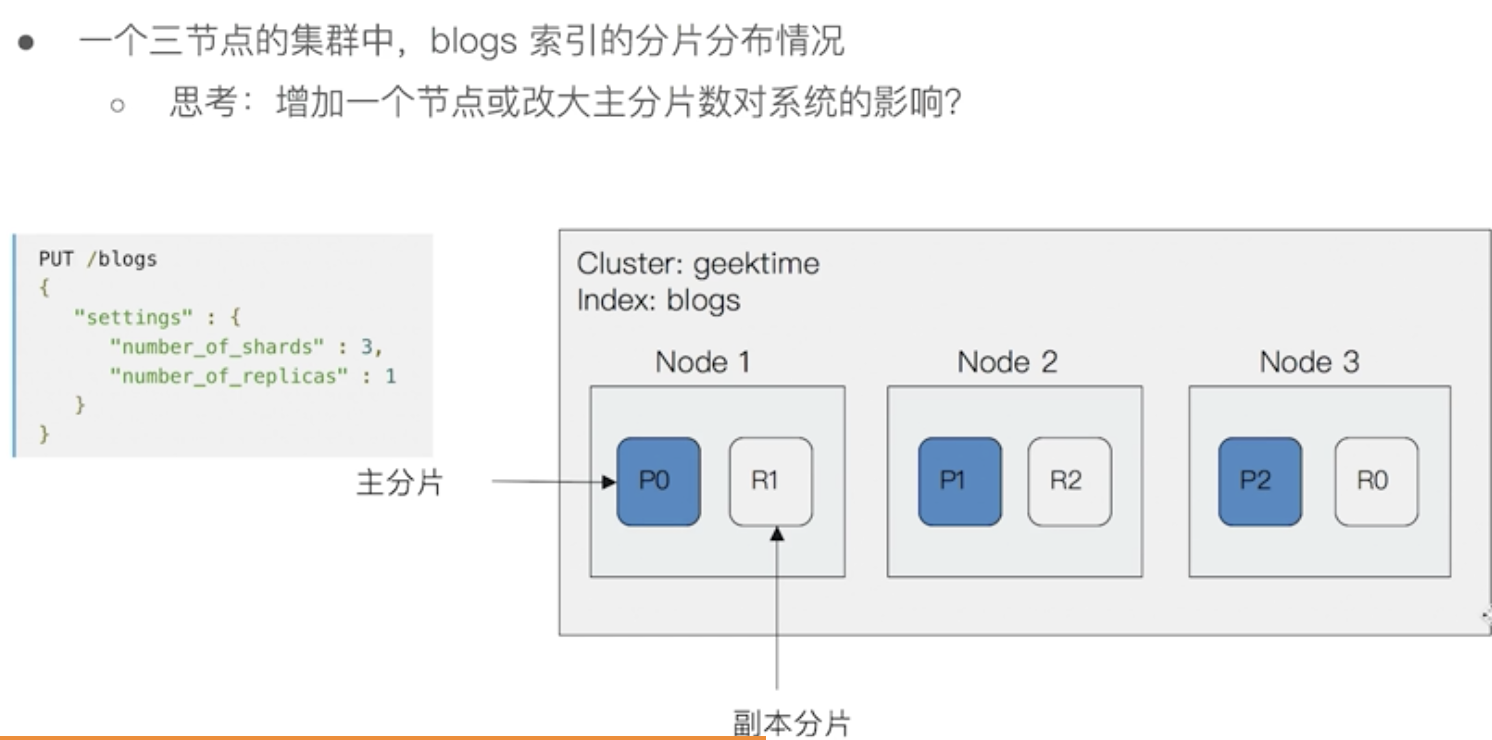 ● 一个三节点的集群中，blogs 索引的分片分布情况
○ 思考：增加一个节点或改大主分片数对系统的影响？
PUT /blogs
{
"settings" : {
"number_of_shards" : 3,
"number_of_replicas" : 1
}
}
主分片
Cluster: geektime
Index: blogs
Node 1 Node 2 Node 3
P0 R1 P1 R2 P2 R0
副本分片